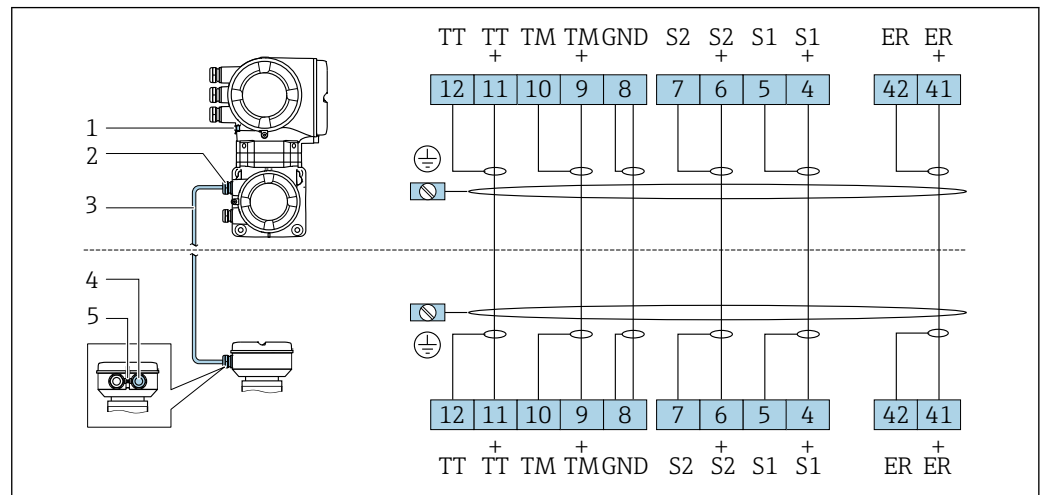 TT TT TM TM GND S2 S2 S1 S1 ER ER
+ + + + +
12 11 10 9 8 7 6 5 4 42 41
1
2
3
4
5
12 11 10 9 8 7 6 5 4 42 41
+ + + + +
TT TT TM TM GND S2 S2 S1 S1 ER ER